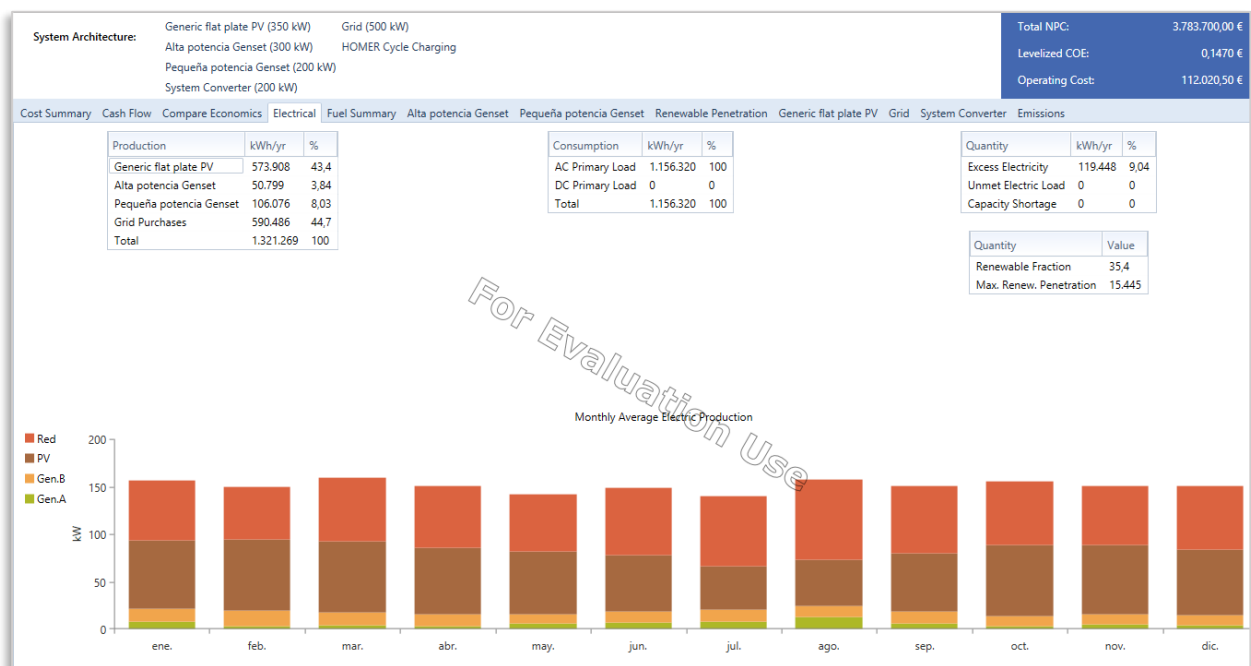 System Architecture:
Generic flat plate PV (350 kW) Grid (500 kW)
Alta potencia Genset (300 kW) HOMER Cycle Charging
Pequeña potencia Genset (200 kW)
System Converter (200 kW)
Total NPC: 3.783.700,00 €
Levelized COE: 0,1470 €
Operating Cost: 112.020,50 €
Cost Summary Cash Flow Compare Economics Electrical Fuel Summary Alta potencia Genset Pequeña potencia Genset Renewable Penetration Generic flat plate PV Grid System Converter Emissions
Production kWh/yr %
Generic flat plate PV 573.908 43,4
Alta potencia Genset 50.799 3,84
Pequeña potencia Genset 106.076 8,03
Grid Purchases 590.486 44,7
Total 1.321.269 100
Consumption kWh/yr %
AC Primary Load 1.156.320 100
DC Primary Load 0 0
Total 1.156.320 100
Quantity kWh/yr %
Excess Electricity 119.448 9,04
Unmet Electric Load 0 0
Capacity Shortage 0 0
Quantity Value
Renewable Fraction 35,4
Max. Renew. Penetration 15.445
For Evaluation Use
Monthly Average Electric Production
Red
PV
Gen.B
Gen.A
kW
200
150
100
50
0
ene. feb. mar. abr. may. jun. jul. ago. sep. oct. nov. dic.